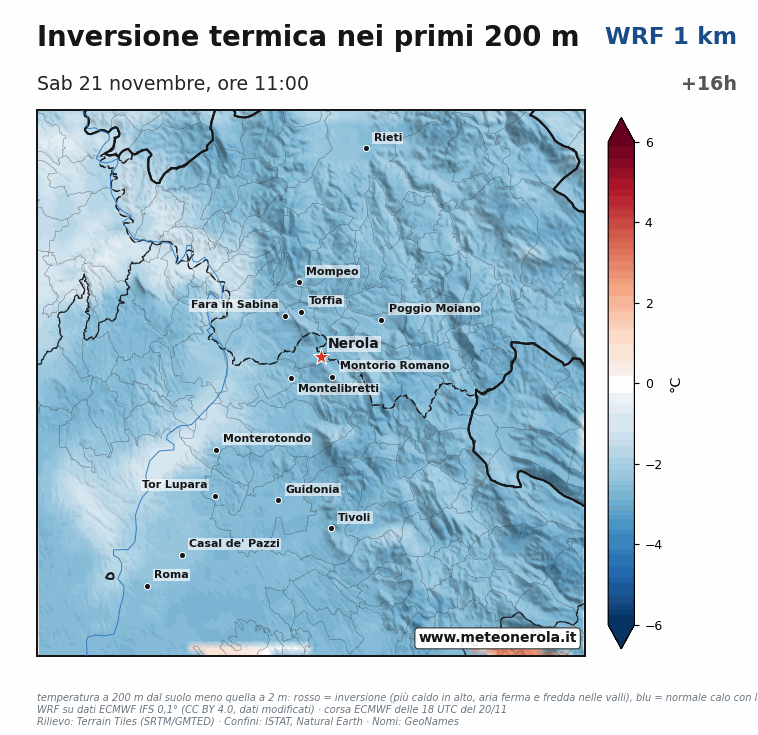 Inversione termica nei primi 200 m
WRF 1 km
Sab 21 novembre, ore 11:00
+16h
Rieti
Mompeo
Toffia
Fara in Sabina
Poggio Moiano
Nerola
Montorio Romano
Montelibretti
Monterotondo
Tor Lupara
Guidonia
Tivoli
Casal de' Pazzi
Roma
www.meteonerola.it
6
4
2
0
−2
−4
−6
°C
temperatura a 200 m dal suolo meno quella a 2 m: rosso = inversione (più caldo in alto, aria ferma e fredda nelle valli), blu = normale calo con l
WRF su dati ECMWF IFS 0,1° (CC BY 4.0, dati modificati) · corsa ECMWF delle 18 UTC del 20/11
Rilievo: Terrain Tiles (SRTM/GMTED) · Confini: ISTAT, Natural Earth · Nomi: GeoNames